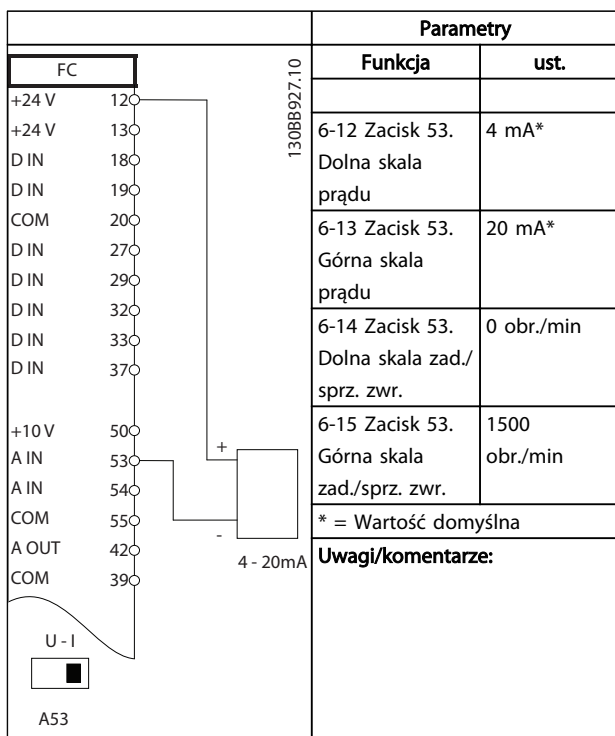 Parametry
Funkcja ust.
FC
130BB927.10
+24 V 12
+24 V 13
D IN 18
D IN 19
COM 20
D IN 27
D IN 29
D IN 32
D IN 33
D IN 37
+10 V 50
A IN 53
A IN 54
COM 55
A OUT 42
COM 39
+
-
4 - 20mA
U - I
A53
6-12 Zacisk 53. 4 mA*
Dolna skala
prądu
6-13 Zacisk 53. 20 mA*
Górna skala
prądu
6-14 Zacisk 53. 0 obr./min
Dolna skala zad./
sprz. zwr.
6-15 Zacisk 53. 1500
Górna skala obr./min
zad./sprz. zwr.
* = Wartość domyślna
Uwagi/komentarze: